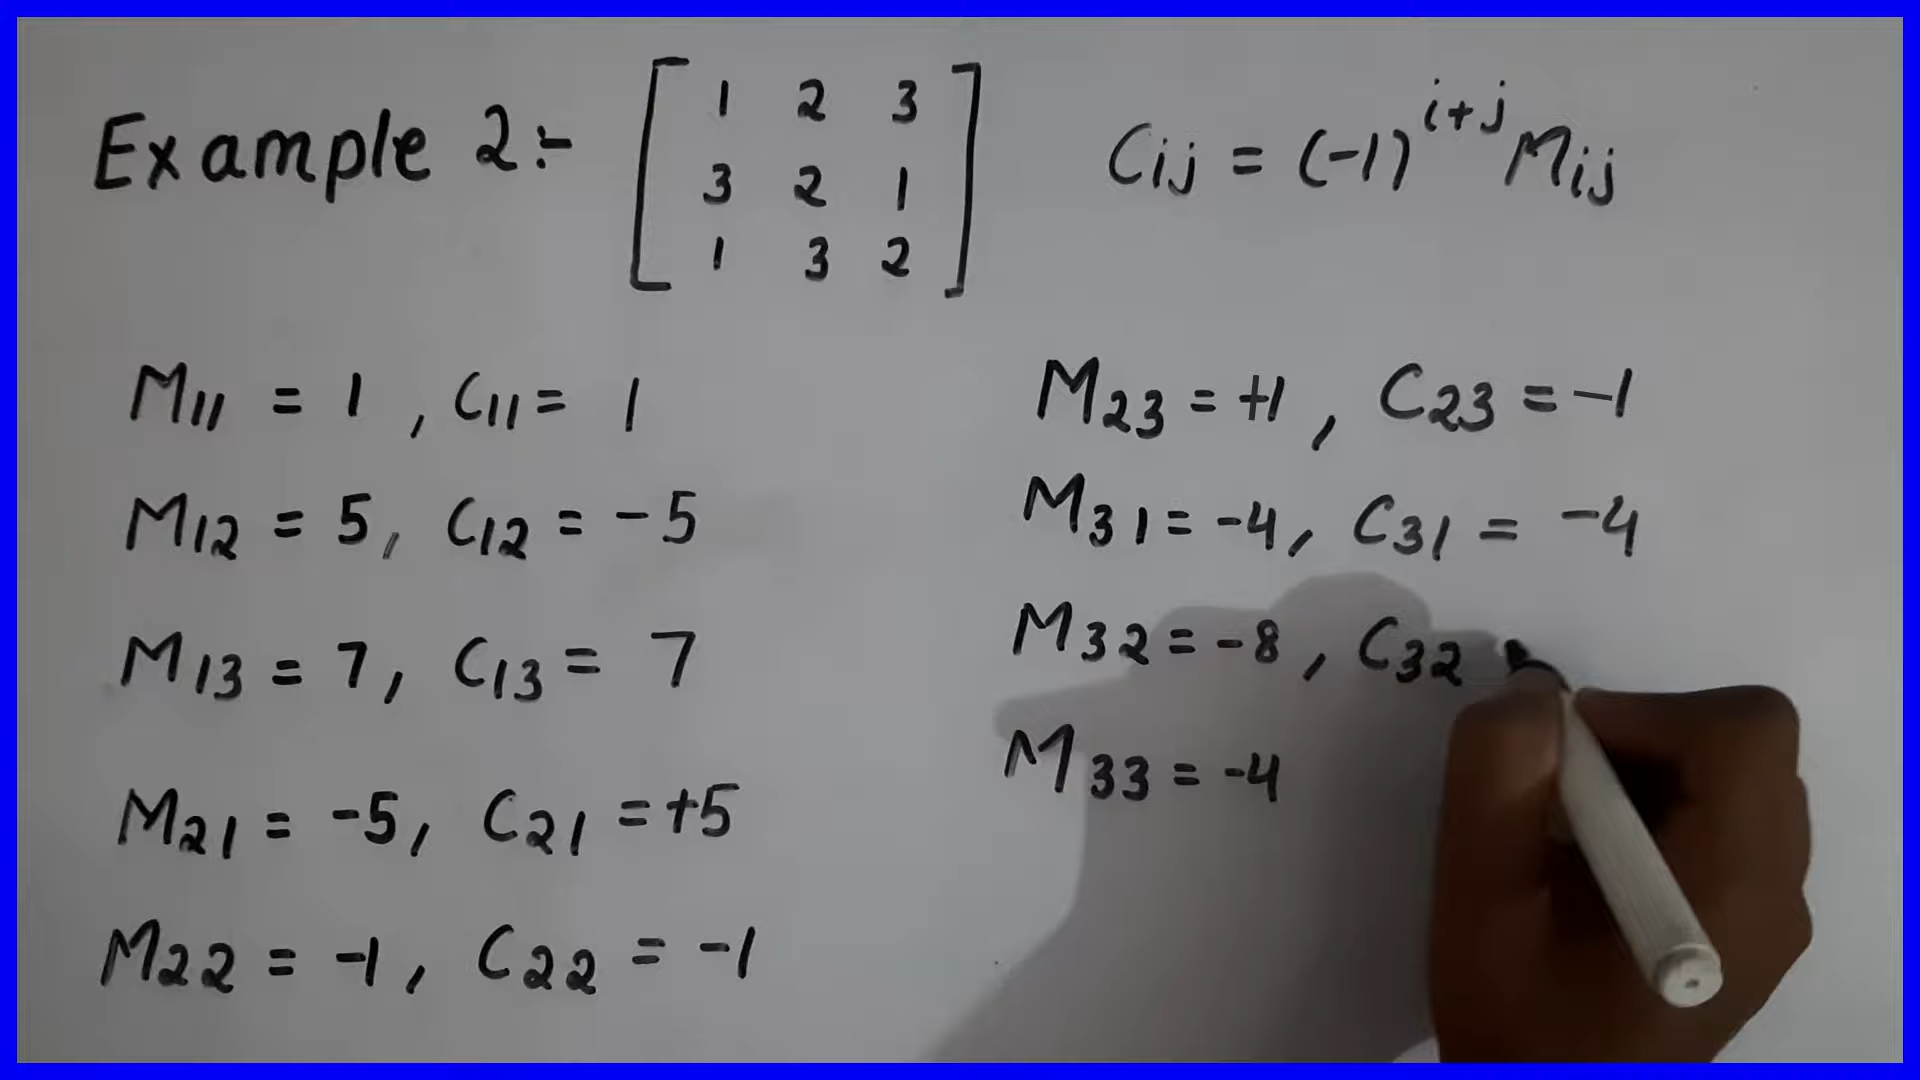 Example 2:-
1 2 3
3 2 1
1 3 2
Cij = (-1)^i+j Mij
M11 = 1 , C11 = 1
M12 = 5, C12 = -5
M13 = 7, C13 = 7
M21 = -5, C21 = +5
M22 = -1, C22 = -1
M23 = +1, C23 = -1
M31 = -4, C31 = -4
M32 = -8, C32
M33 = -4